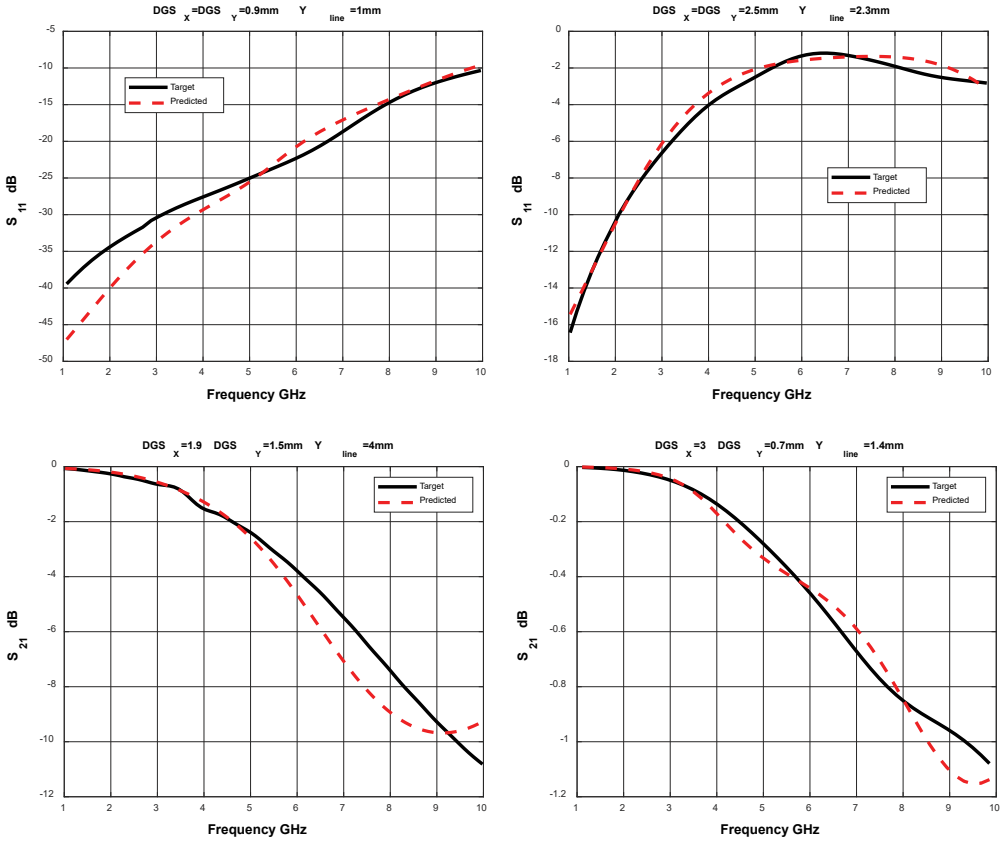 DGS X =DGS Y =0.9mm Y line =1mm
-5
-10
-15
-20
-25
-30
-35
-40
-45
-50
S 11 dB
Target
Predicted
1 2 3 4 5 6 7 8 9 10
Frequency GHz
DGS X =DGS Y =2.5mm Y line =2.3mm
0
-2
-4
-6
-8
-10
-12
-14
-16
-18
S 11 dB
Target
Predicted
1 2 3 4 5 6 7 8 9 10
Frequency GHz
DGS X =1.9 DGS Y =1.5mm Y line =4mm
0
-2
-4
-6
-8
-10
-12
S 21 dB
Target
Predicted
1 2 3 4 5 6 7 8 9 10
Frequency GHz
DGS X =3 DGS Y =0.7mm Y line =1.4mm
0
-0.2
-0.4
-0.6
-0.8
-1
-1.2
S 21 dB
Target
Predicted
1 2 3 4 5 6 7 8 9 10
Frequency GHz